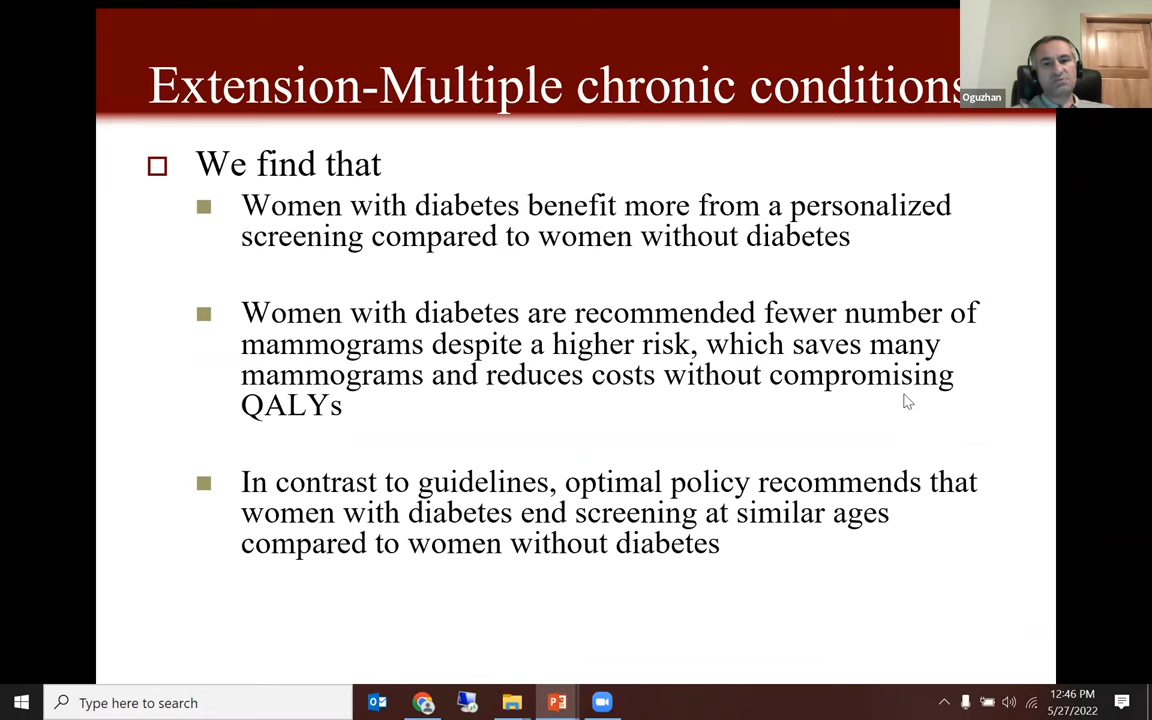 Extension-Multiple chronic conditions
Oguzhan
We find that
Women with diabetes benefit more from a personalized
screening compared to women without diabetes
Women with diabetes are recommended fewer number of
mammograms despite a higher risk, which saves many
mammograms and reduces costs without compromising
QALYs
In contrast to guidelines, optimal policy recommends that
women with diabetes end screening at similar ages
compared to women without diabetes
Type here to search
12:46 PM
5/27/2022